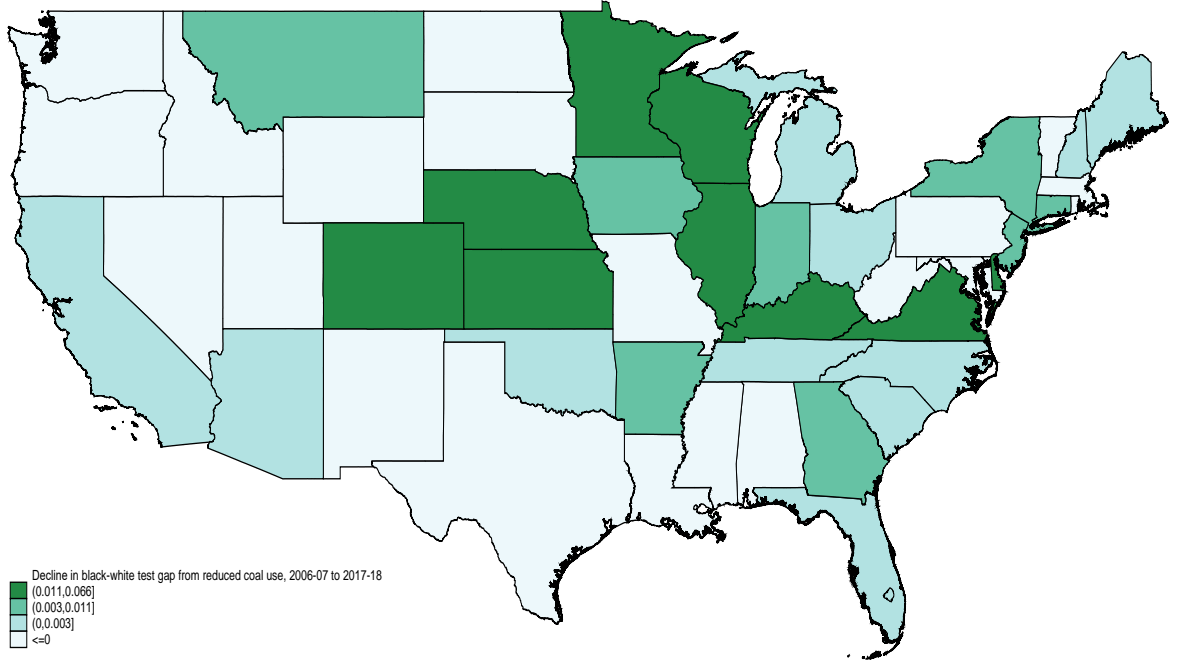 Decline in black-white test gap from reduced coal use, 2006-07 to 2017-18
(0.011,0.066]
(0.003,0.011]
(0,0.003]
<=0